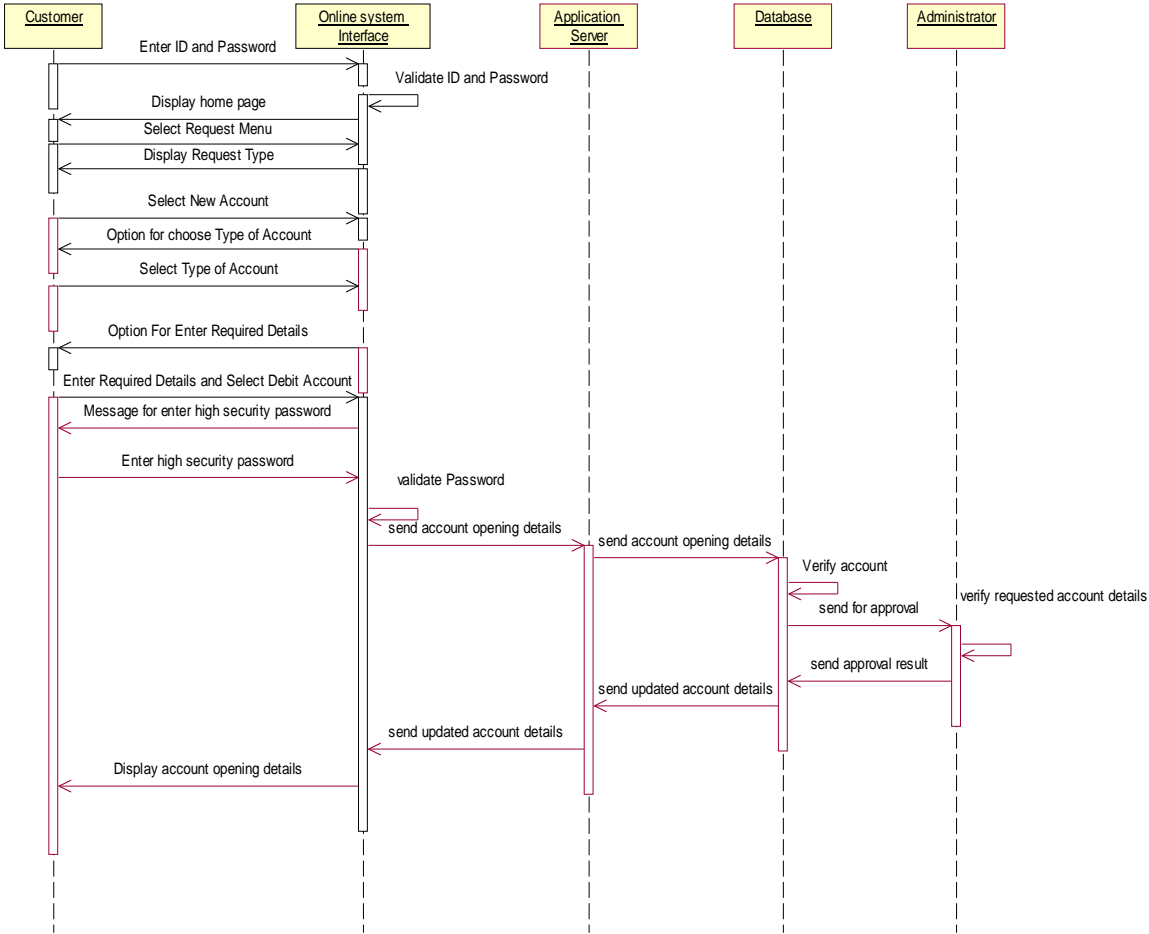 Customer
Online system
Interface
Application
Server
Database
Administrator
Enter ID and Password
Validate ID and Password
Display home page
Select Request Menu
Display Request Type
Select New Account
Option for choose Type of Account
Select Type of Account
Option For Enter Required Details
Enter Required Details and Select Debit Account
Message for enter high security password
Enter high security password
validate Password
send account opening details
send account opening details
Verify account
verify requested account details
send for approval
send approval result
send updated account details
send updated account details
Display account opening details